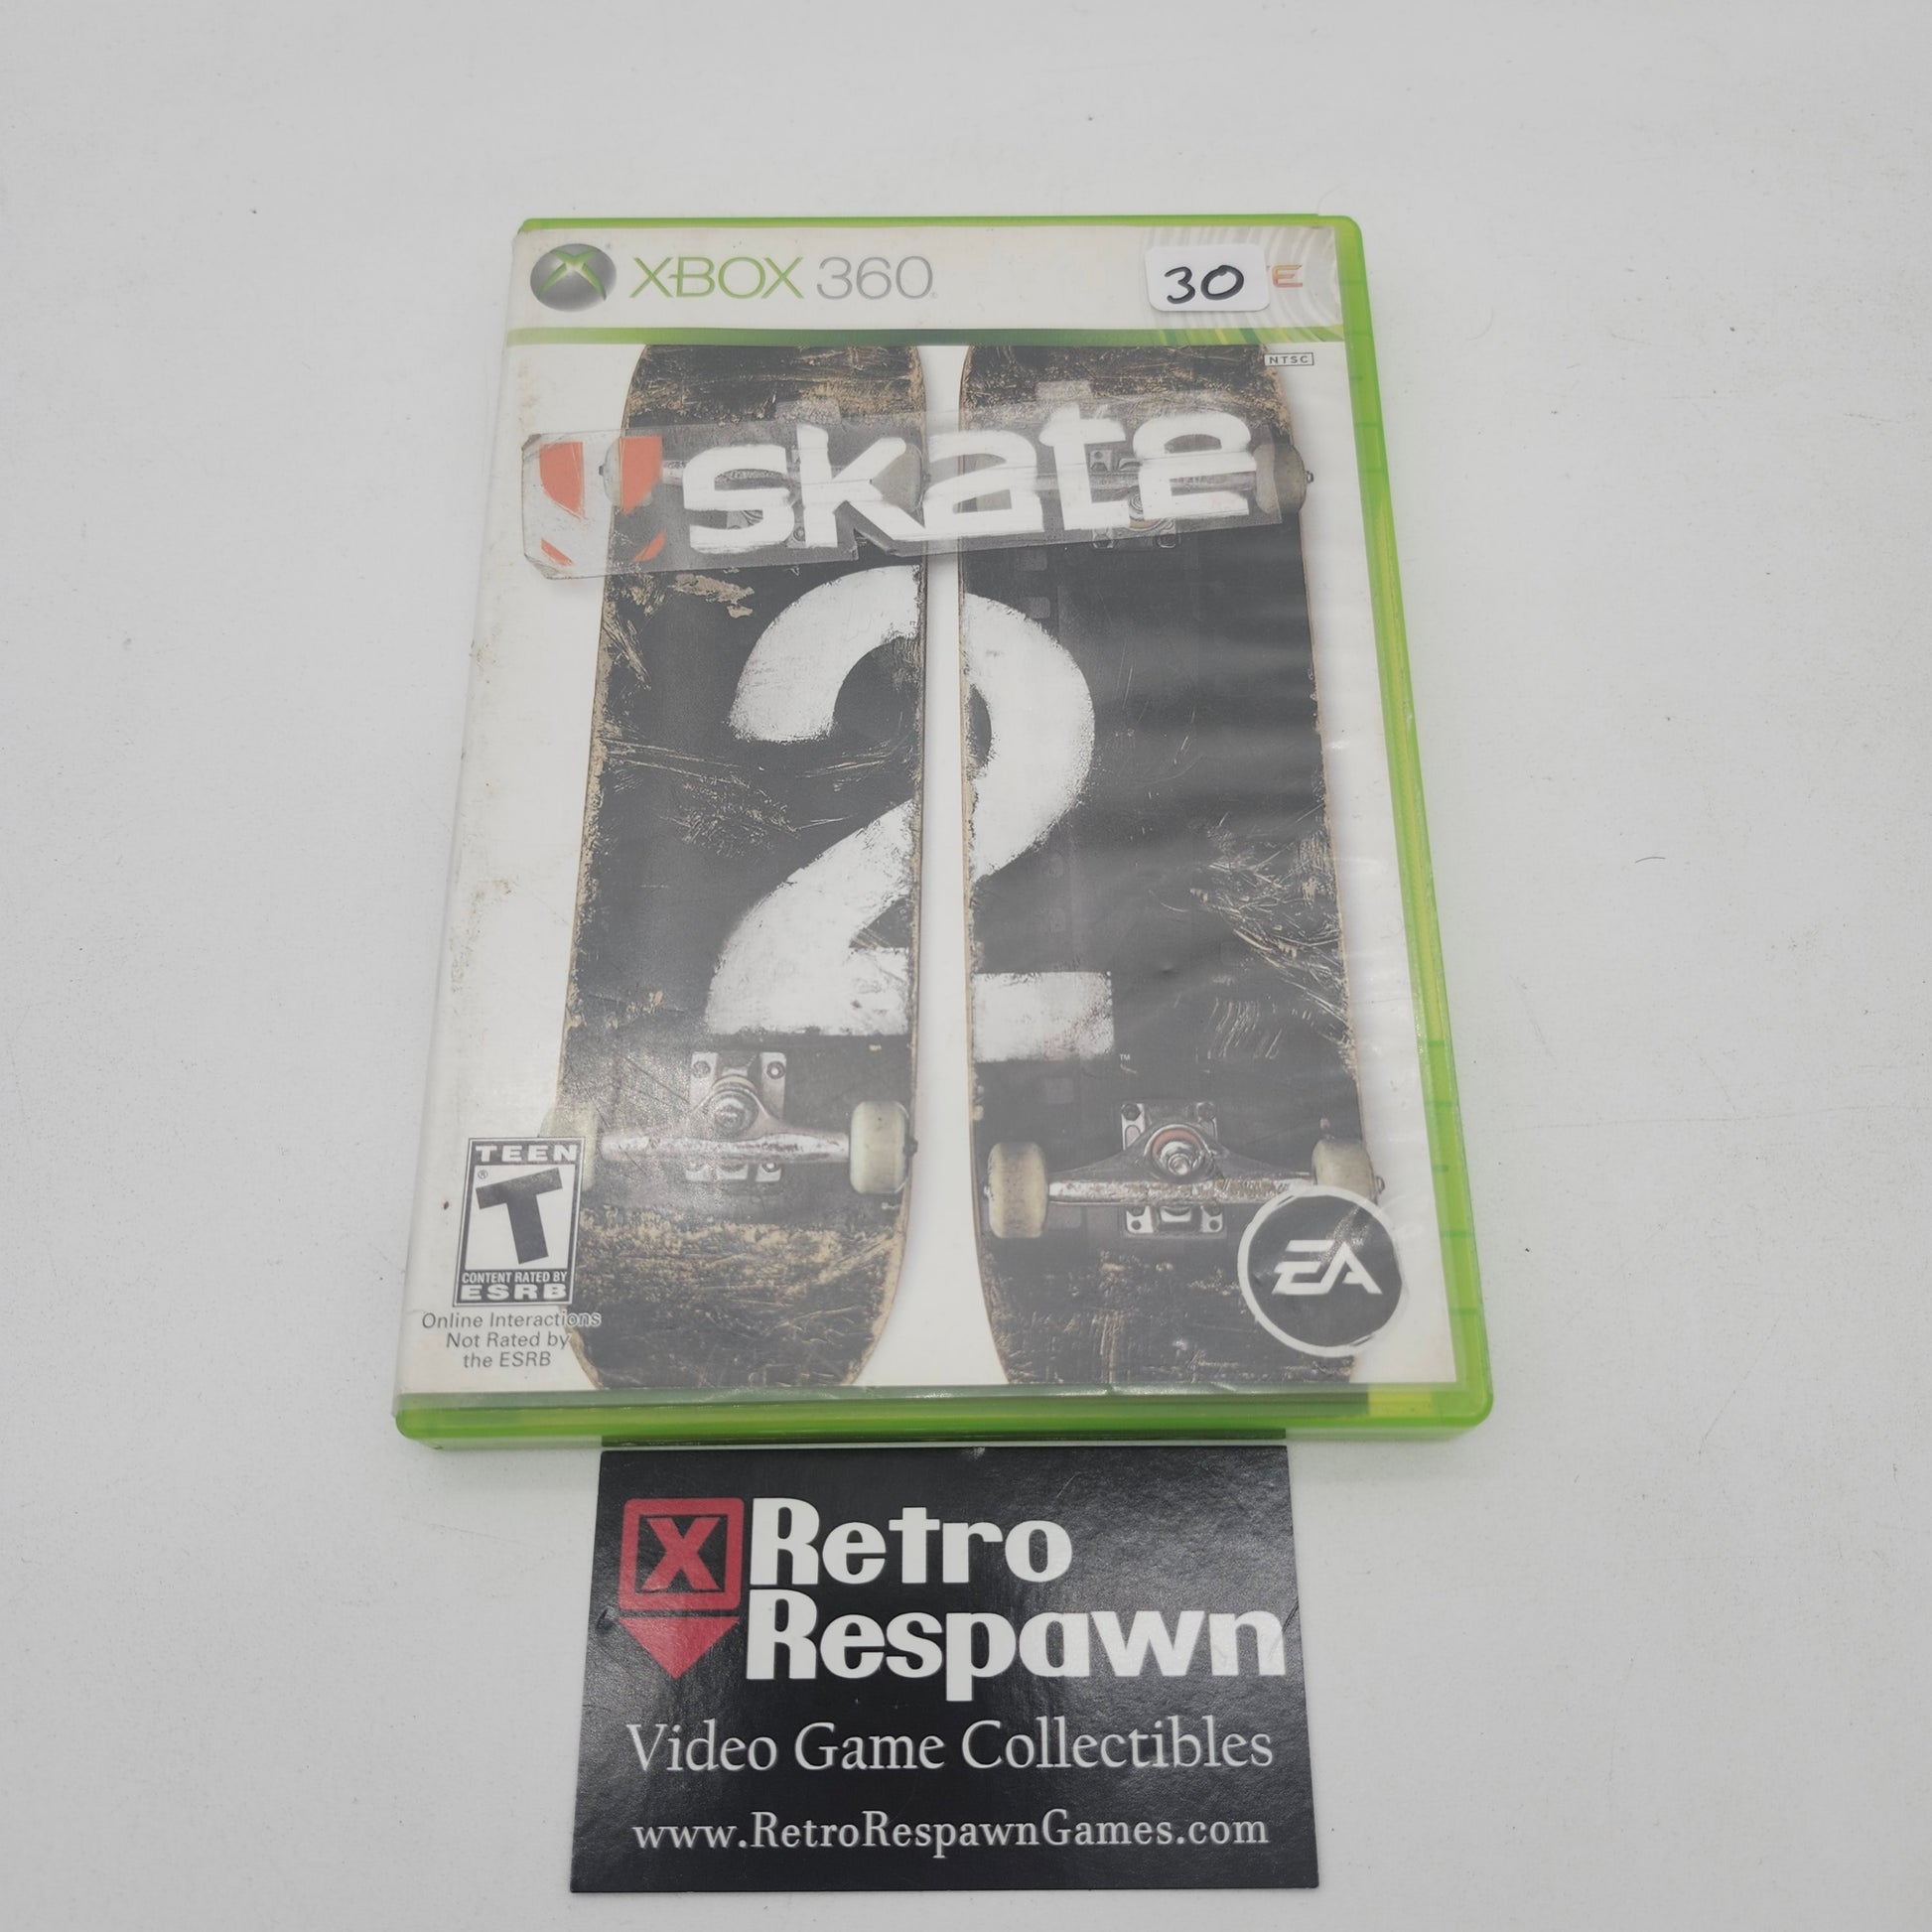 XBOX 360
30
E
NTSC
skate
2
™
TEEN
T
®
CONTENT RATED BY
ESRB
Online Interactions
Not Rated by
the ESRB
EA
X Retro
Respawn
Video Game Collectibles
www.RetroRespawnGames.com